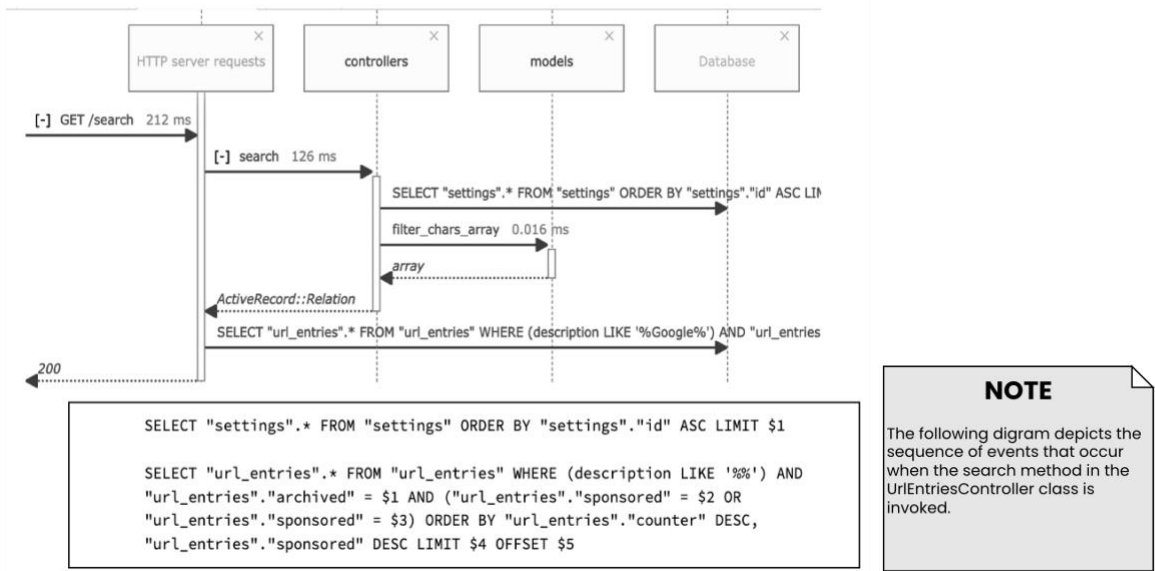 HTTP server requests
controllers
models
Database
[-] GET /search 212 ms
[-] search 126 ms
SELECT "settings".* FROM "settings" ORDER BY "settings"."id" ASC LIM
filter_chars_array 0.016 ms
array
ActiveRecord::Relation
SELECT "url_entries".* FROM "url_entries" WHERE (description LIKE '%Google%') AND "url_entries
200
SELECT "settings".* FROM "settings" ORDER BY "settings"."id" ASC LIMIT $1
SELECT "url_entries".* FROM "url_entries" WHERE (description LIKE '%%') AND
"url_entries"."archived" = $1 AND ("url_entries"."sponsored" = $2 OR
"url_entries"."sponsored" = $3) ORDER BY "url_entries"."counter" DESC,
"url_entries"."sponsored" DESC LIMIT $4 OFFSET $5
NOTE
The following digram depicts the
sequence of events that occur
when the search method in the
UrlEntriesController class is
invoked.